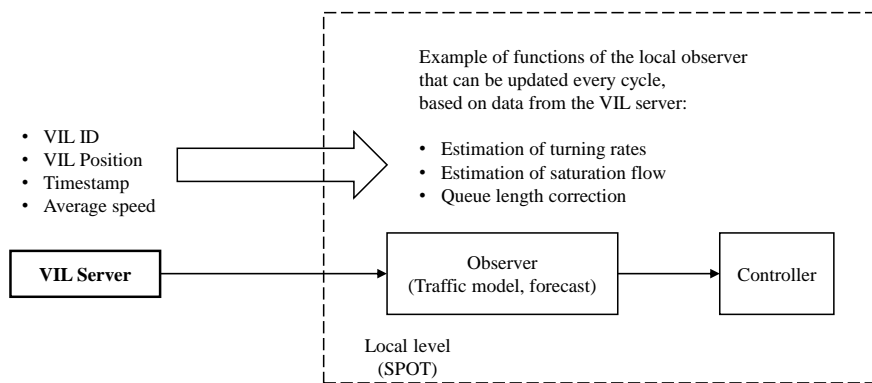 Example of functions of the local observer
that can be updated every cycle,
based on data from the VIL server:
• VIL ID
• VIL Position
• Timestamp
• Average speed
• Estimation of turning rates
• Estimation of saturation flow
• Queue length correction
VIL Server
Observer
(Traffic model, forecast)
Controller
Local level
(SPOT)